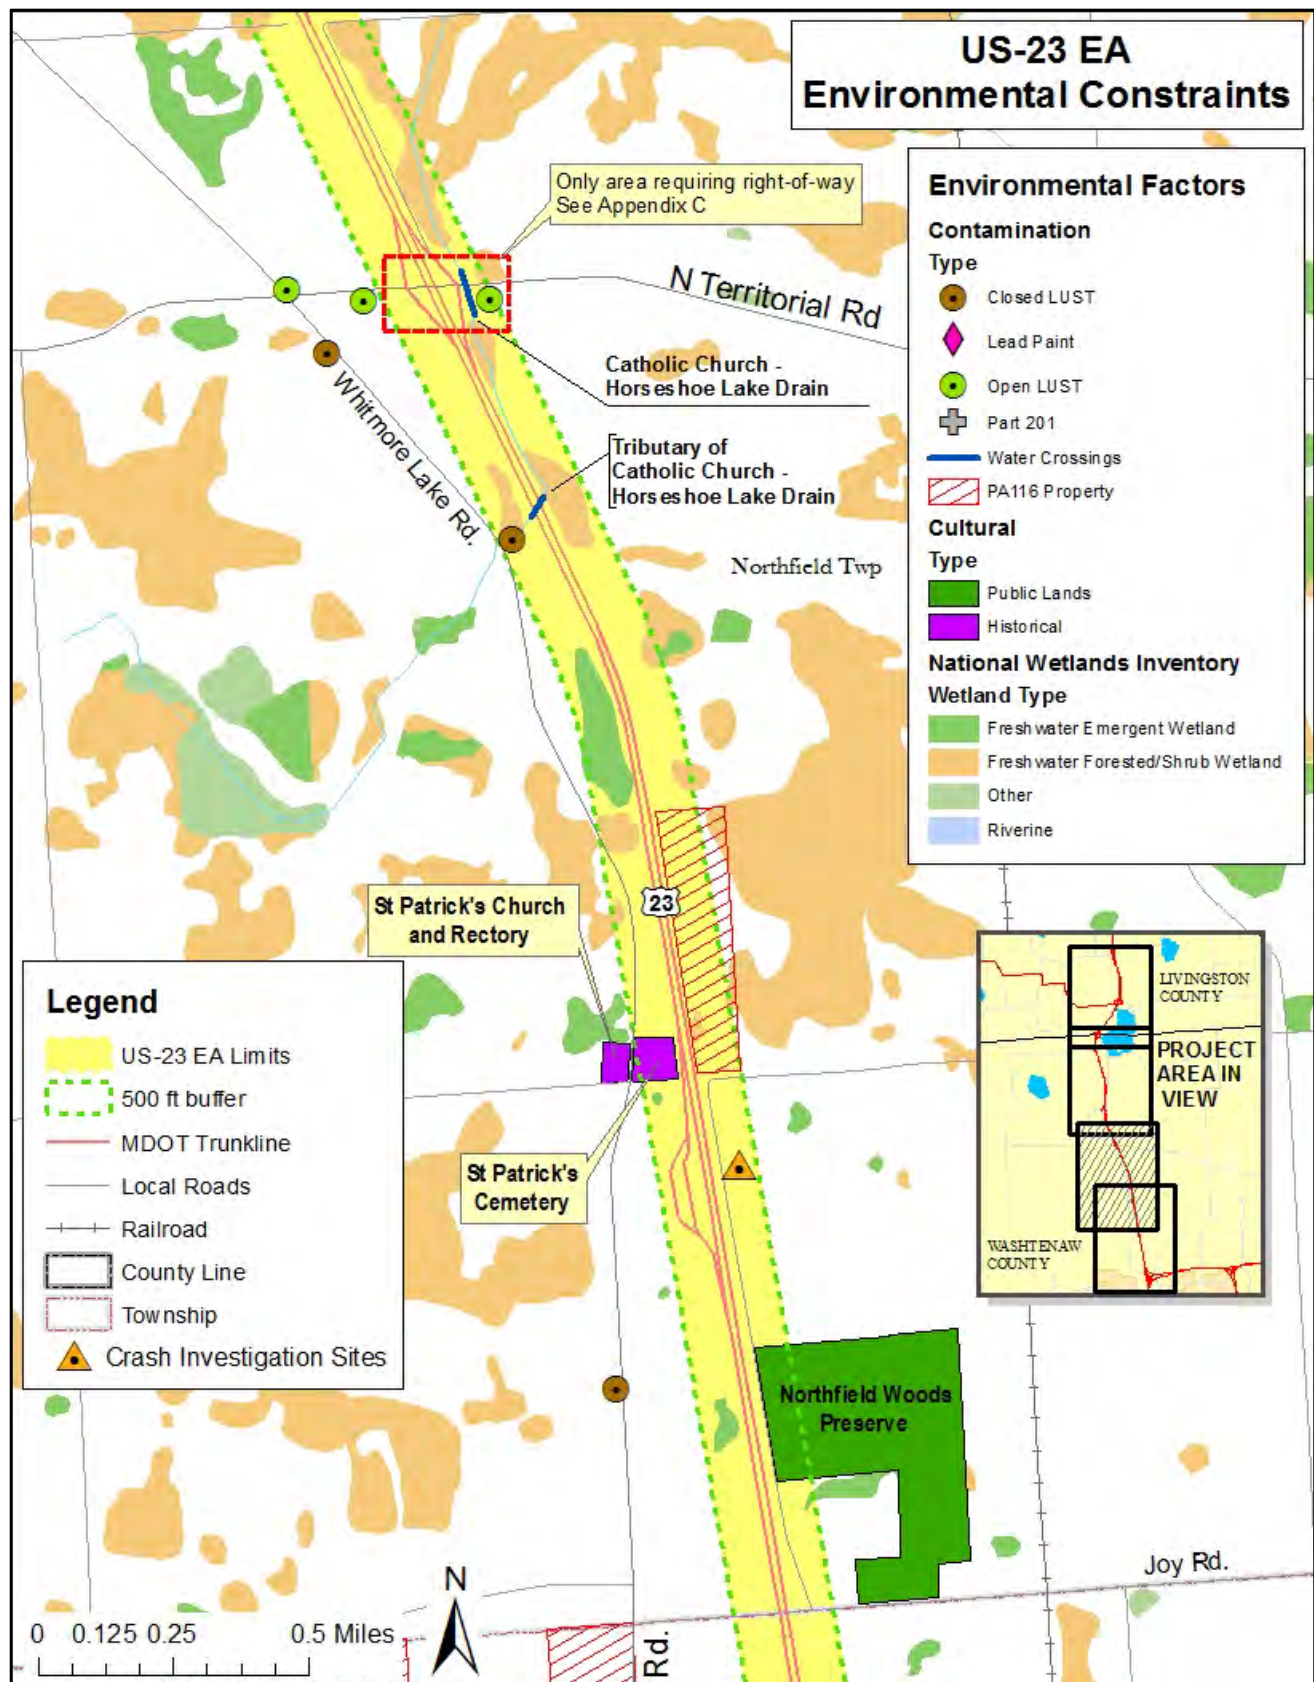 US-23 EA
Environmental Constraints
Only area requiring right-of-way
See Appendix C
N Territorial Rd
Catholic Church -
Horseshoe Lake Drain
Whitmore Lake Rd.
Tributary of
Catholic Church -
Horseshoe Lake Drain
Northfield Twp
Environmental Factors
Contamination
Type
Closed LUST
Lead Paint
Open LUST
Part 201
Water Crossings
PA116 Property
Cultural
Type
Public Lands
Historical
National Wetlands Inventory
Wetland Type
Freshwater Emergent Wetland
Freshwater Forested/Shrub Wetland
Other
Riverine
St Patrick's Church
and Rectory
23
Legend
US-23 EA Limits
500 ft buffer
MDOT Trunkline
Local Roads
Railroad
County Line
Township
Crash Investigation Sites
St Patrick's
Cemetery
LIVINGSTON
COUNTY
PROJECT
AREA IN
VIEW
WASHTENAW
COUNTY
Northfield Woods
Preserve
Joy Rd.
N
0 0.125 0.25 0.5 Miles
Rd.